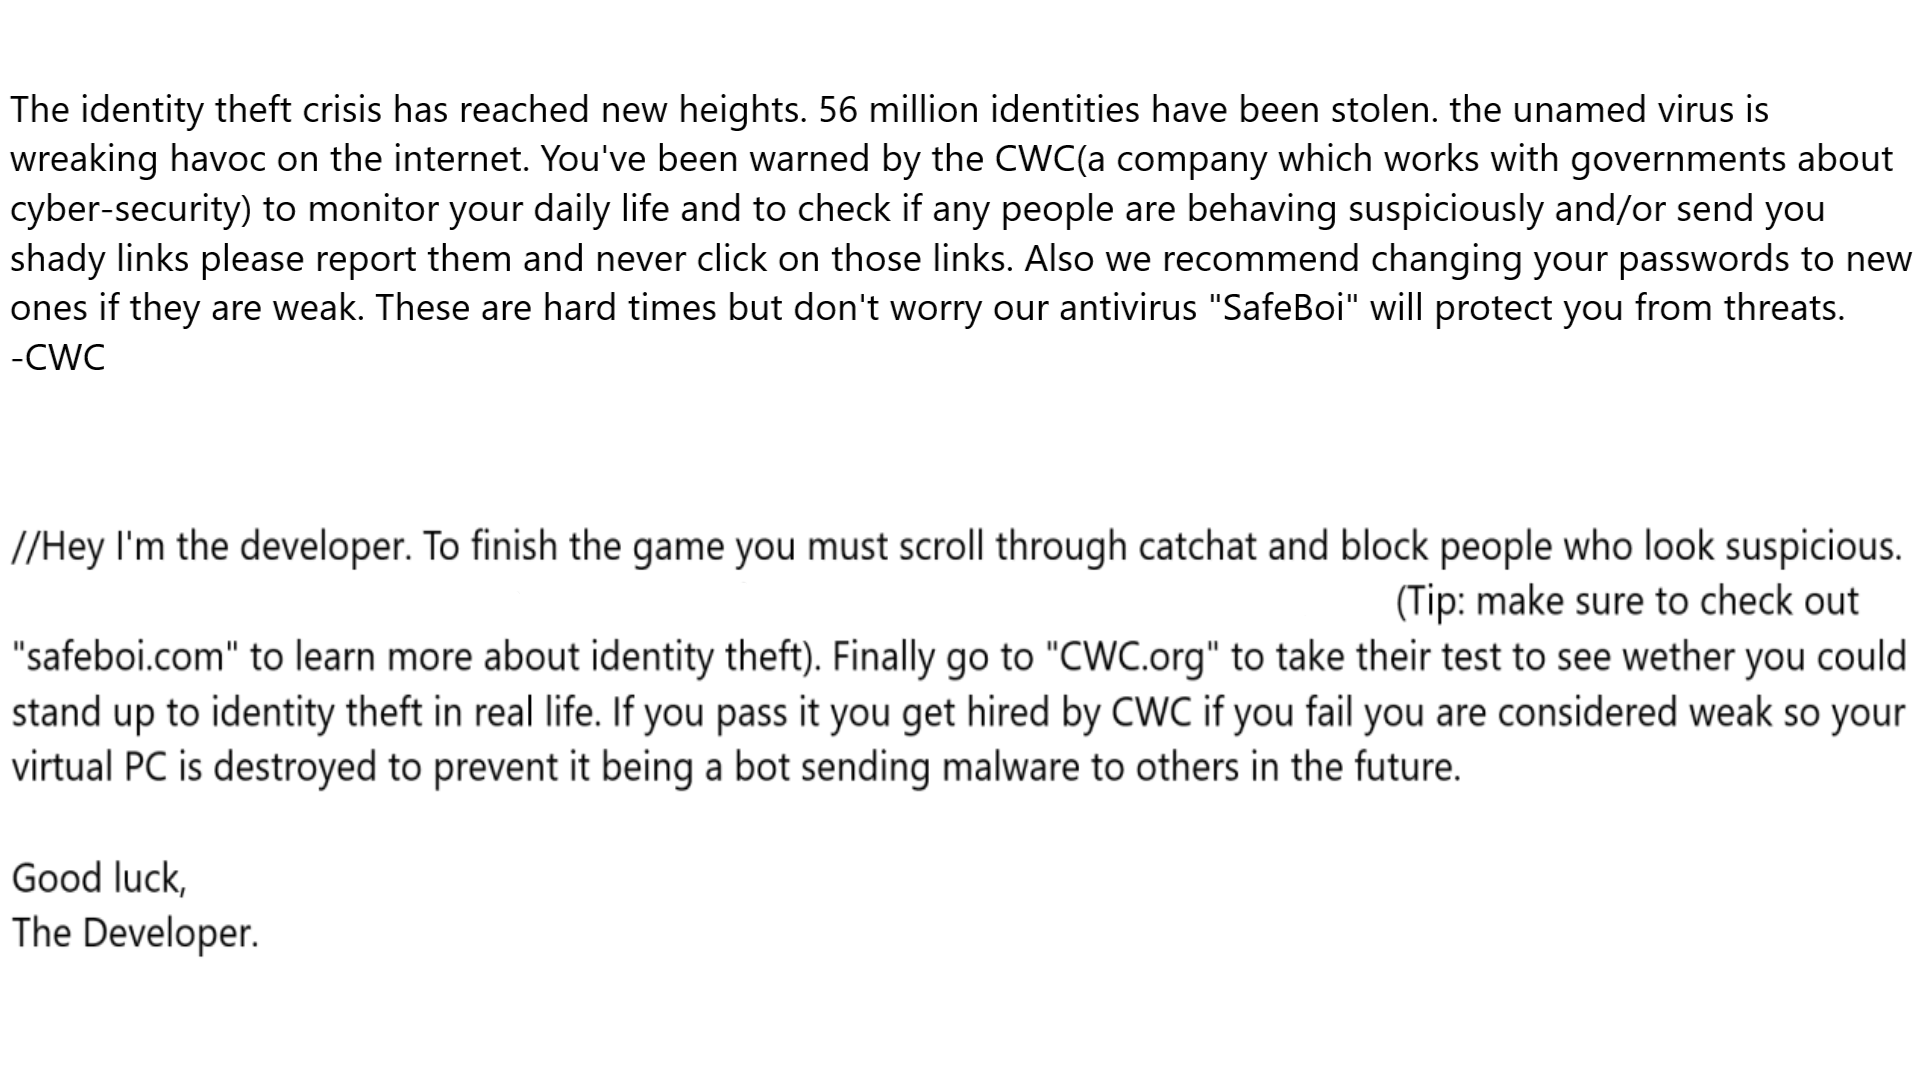 The identity theft crisis has reached new heights. 56 million identities have been stolen. the unamed virus is
wreaking havoc on the internet. You've been warned by the CWC(a company which works with governments about
cyber-security) to monitor your daily life and to check if any people are behaving suspiciously and/or send you
shady links please report them and never click on those links. Also we recommend changing your passwords to new
ones if they are weak. These are hard times but don't worry our antivirus "SafeBoi" will protect you from threats.
-CWC
//Hey I'm the developer. To finish the game you must scroll through catchat and block people who look suspicious.
(Tip: make sure to check out
"safeboi.com" to learn more about identity theft). Finally go to "CWC.org" to take their test to see wether you could
stand up to identity theft in real life. If you pass it you get hired by CWC if you fail you are considered weak so your
virtual PC is destroyed to prevent it being a bot sending malware to others in the future.
Good luck,
The Developer.